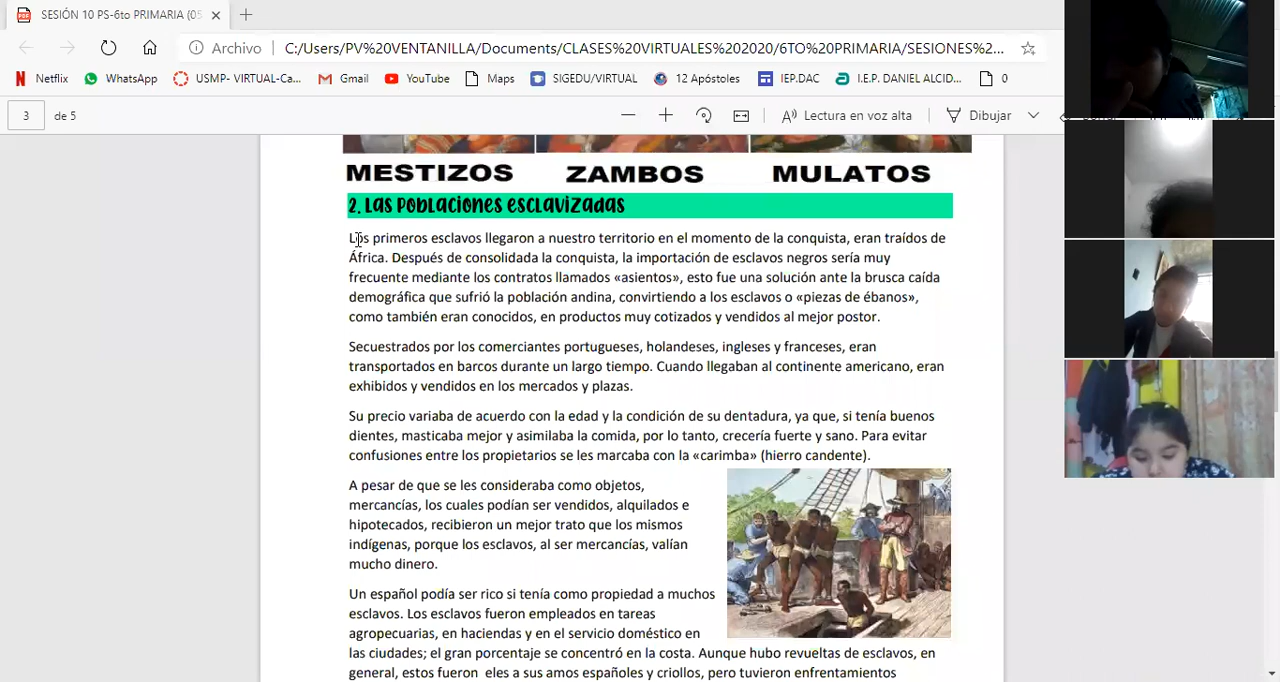 SESIÓN 10 PS-6to PRIMARIA (05
Archivo C:/Users/PV%20VENTANILLA/Documents/CLASES%20VIRTUALES%202020/6TO%20PRIMARIA/SESIONES%2...
Netflix WhatsApp USMP- VIRTUAL-Ca... Gmail YouTube Maps SIGEDU/VIRTUAL 12 Apóstoles IEP.DAC I.E.P. DANIEL ALCID... 0
3 de 5 Lectura en voz alta Dibujar
MESTIZOS ZAMBOS MULATOS
2. Las poblaciones esclavizadas
Los primeros esclavos llegaron a nuestro territorio en el momento de la conquista, eran traídos de
África. Después de consolidada la conquista, la importación de esclavos negros sería muy
frecuente mediante los contratos llamados «asientos», esto fue una solución ante la brusca caída
demográfica que sufrió la población andina, convirtiendo a los esclavos o «piezas de ébanos»,
como también eran conocidos, en productos muy cotizados y vendidos al mejor postor.
Secuestrados por los comerciantes portugueses, holandeses, ingleses y franceses, eran
transportados en barcos durante un largo tiempo. Cuando llegaban al continente americano, eran
exhibidos y vendidos en los mercados y plazas.
Su precio variaba de acuerdo con la edad y la condición de su dentadura, ya que, si tenía buenos
dientes, masticaba mejor y asimilaba la comida, por lo tanto, crecería fuerte y sano. Para evitar
confusiones entre los propietarios se les marcaba con la «carimba» (hierro candente).
A pesar de que se les consideraba como objetos,
mercancías, los cuales podían ser vendidos, alquilados e
hipotecados, recibieron un mejor trato que los mismos
indígenas, porque los esclavos, al ser mercancías, valían
mucho dinero.
Un español podía ser rico si tenía como propiedad a muchos
esclavos. Los esclavos fueron empleados en tareas
agropecuarias, en haciendas y en el servicio doméstico en
las ciudades; el gran porcentaje se concentró en la costa. Aunque hubo revueltas de esclavos, en
general, estos fueron eles a sus amos españoles y criollos, pero tuvieron enfrentamientos